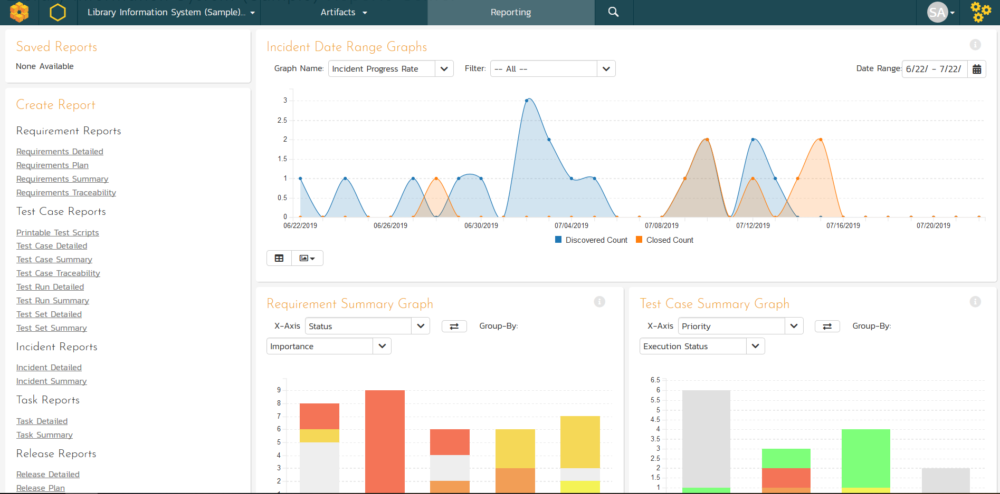 Library Information System (Sample)...
Artifacts
Reporting
SA
Saved Reports
None Available
Create Report
Requirement Reports
Requirements Detailed
Requirements Plan
Requirements Summary
Requirements Traceability
Test Case Reports
Printable Test Scripts
Test Case Detailed
Test Case Summary
Test Case Traceability
Test Run Detailed
Test Run Summary
Test Set Detailed
Test Set Summary
Incident Reports
Incident Detailed
Incident Summary
Task Reports
Task Detailed
Task Summary
Release Reports
Release Detailed
Release Plan
Incident Date Range Graphs
Graph Name: Incident Progress Rate Filter: -- All -- Date Range: 6/22/ - 7/22/
3
2.5
2
1.5
1
0.5
0
06/22/2019 06/26/2019 06/30/2019 07/04/2019 07/08/2019 07/12/2019 07/16/2019 07/20/2019
Discovered Count Closed Count
Requirement Summary Graph
X-Axis Status Group-By:
Importance
9
8
7
6
5
4
3
2
Test Case Summary Graph
X-Axis Priority Group-By:
Execution Status
6.5
6
5.5
5
4.5
4
3.5
3
2.5
2
1.5
1